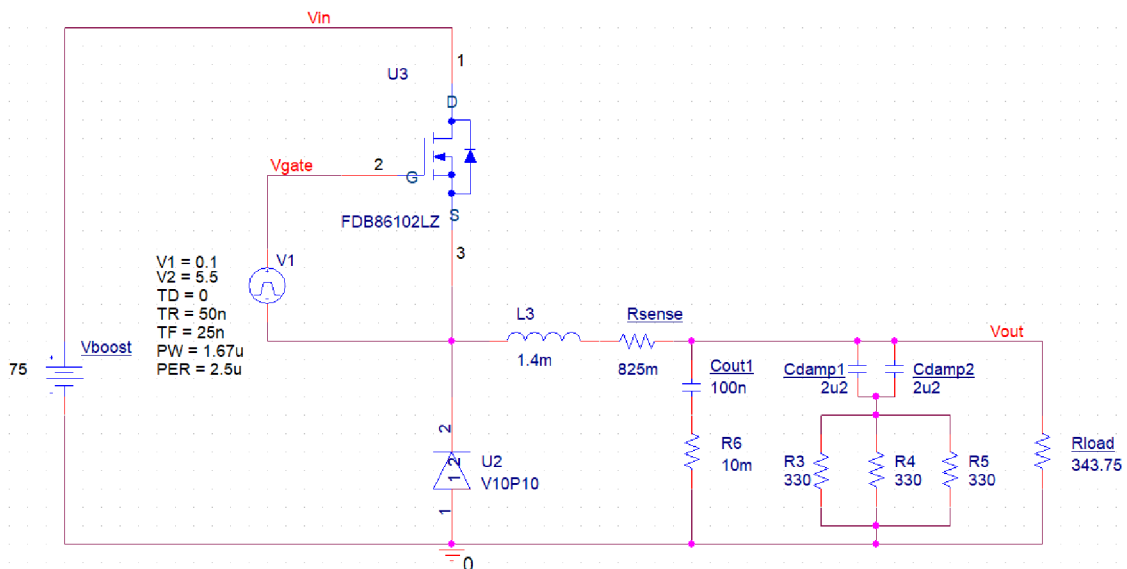 Vin
1
U3
D
Vgate
2
G
FDB86102LZ
S
3
V1 = 0.1
V2 = 5.5
TD = 0
TR = 50n
TF = 25n
PW = 1.67u
PER = 2.5u
V1
L3
1.4m
Rsense
825m
Vout
Vboost
75
Cout1
100n
Cdamp1
2u2
Cdamp2
2u2
2
1 2
U2
V10P10
1
R6
10m
R3
330
R4
330
R5
330
Rload
343.75
0